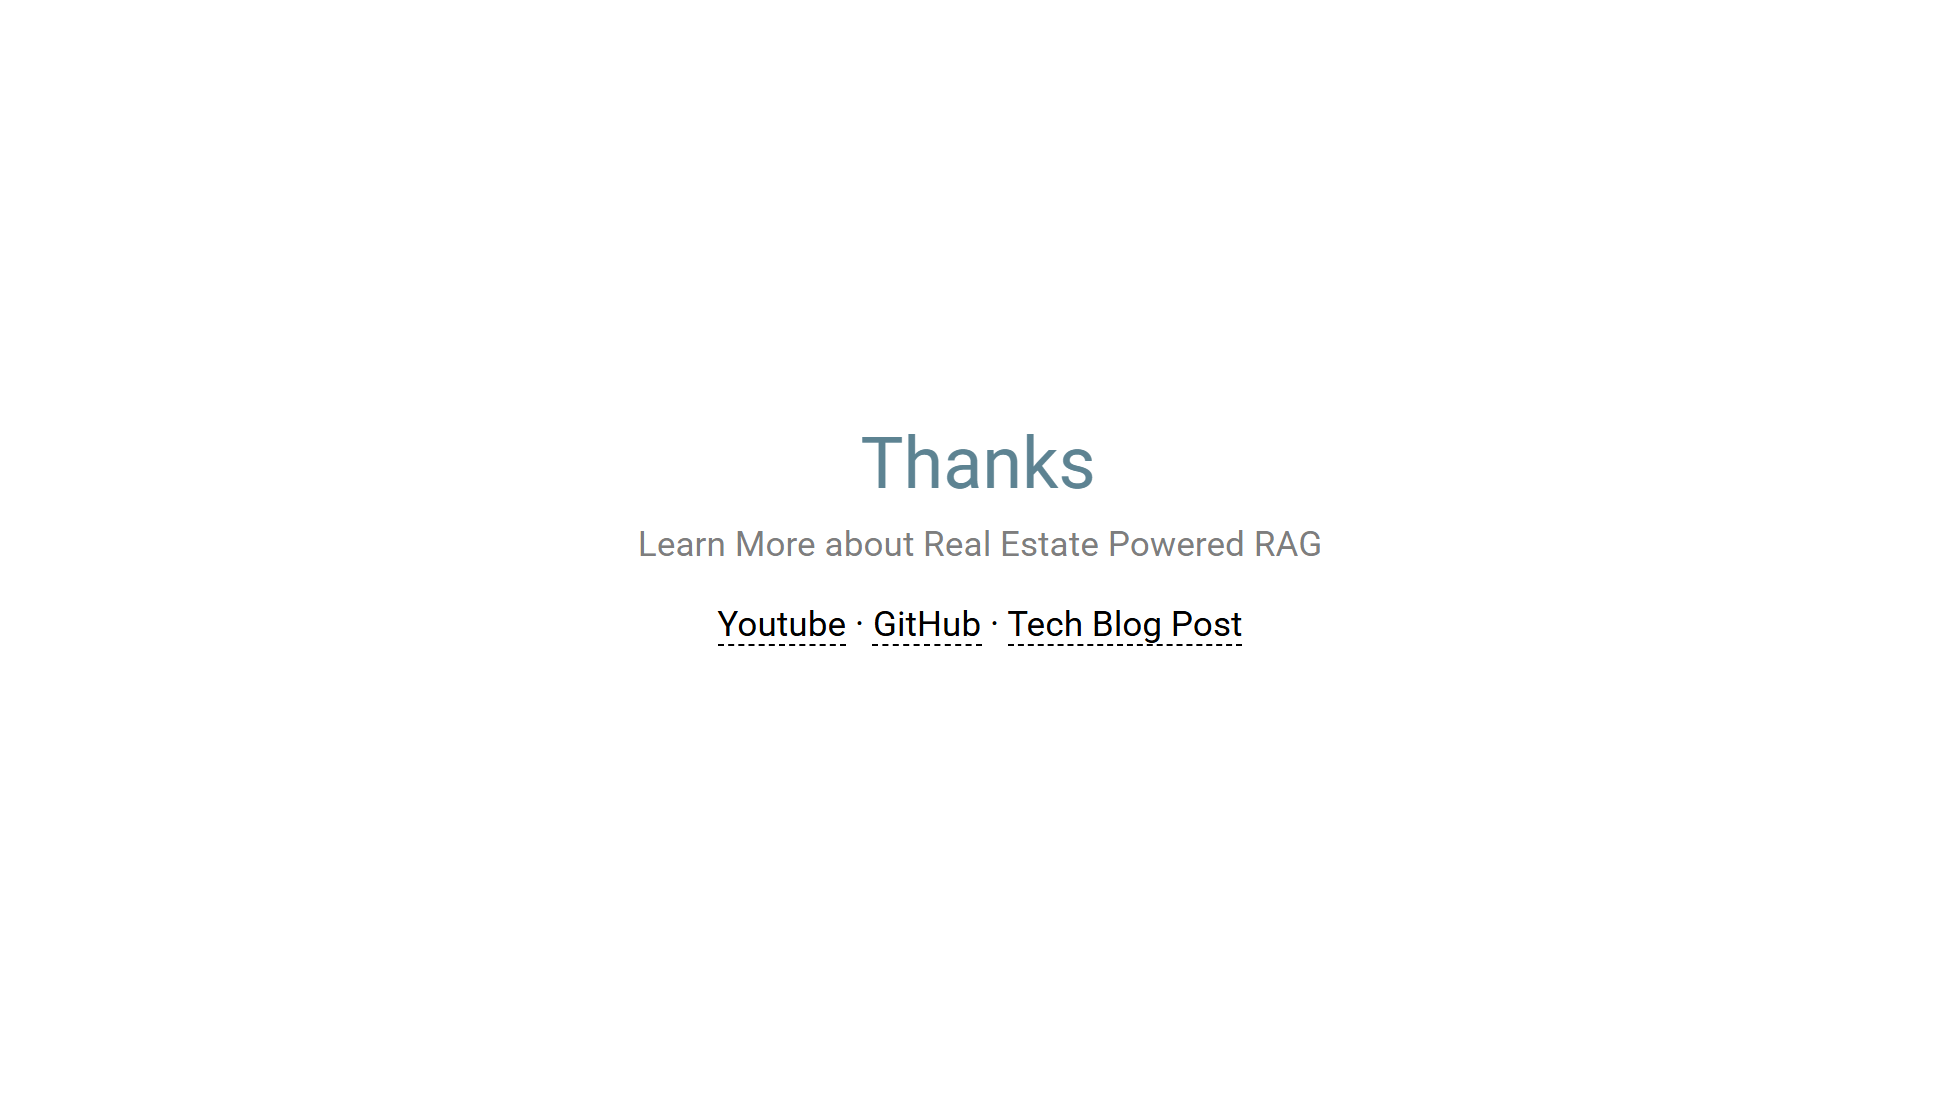 Thanks
Learn More about Real Estate Powered RAG
Youtube · GitHub · Tech Blog Post